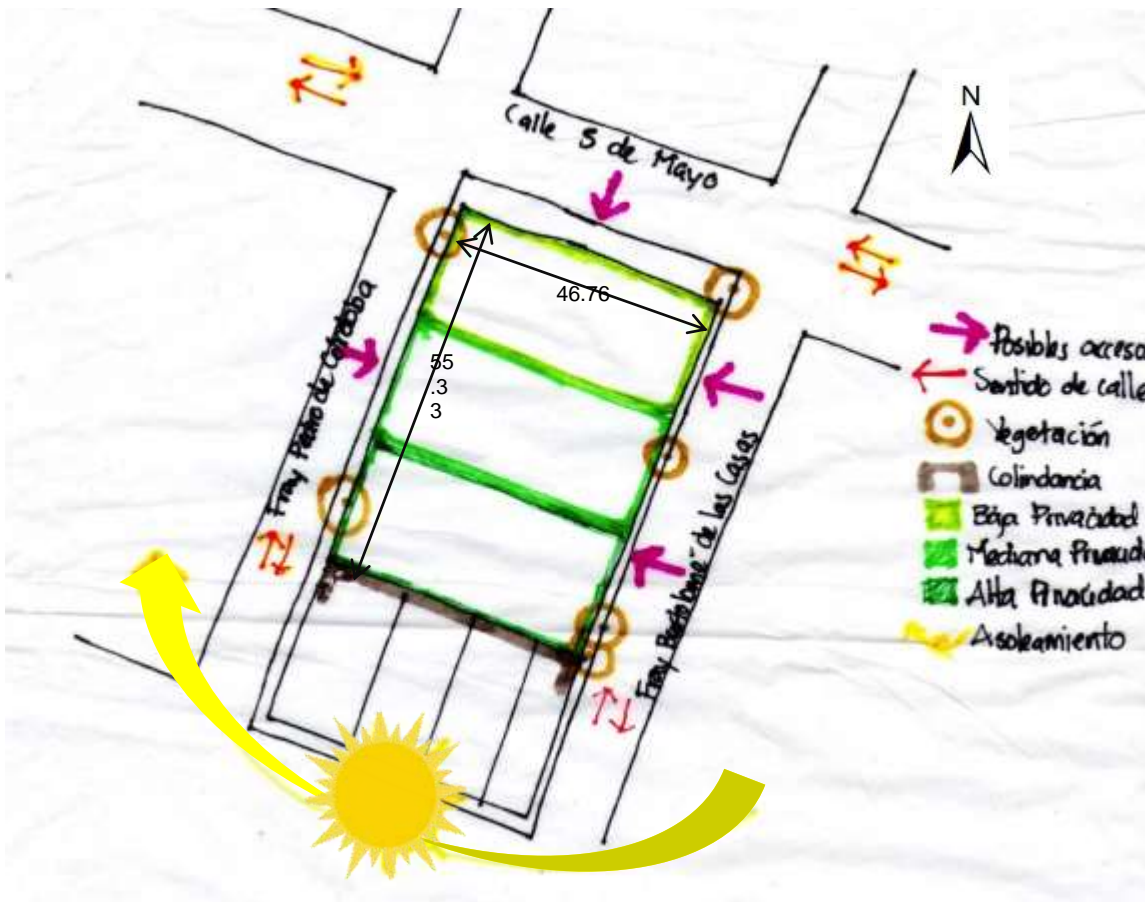 N
Calle 5 de Mayo
46.76
55
.3
3
Fray Pedro de Cordoba
Fray Bartolomé de las Casas
Posibles acceso
Sentido de calle
Vegetación
Colindancia
Baja Privacidad
Mediana Privacid
Alta Privacidad
Asoleamiento